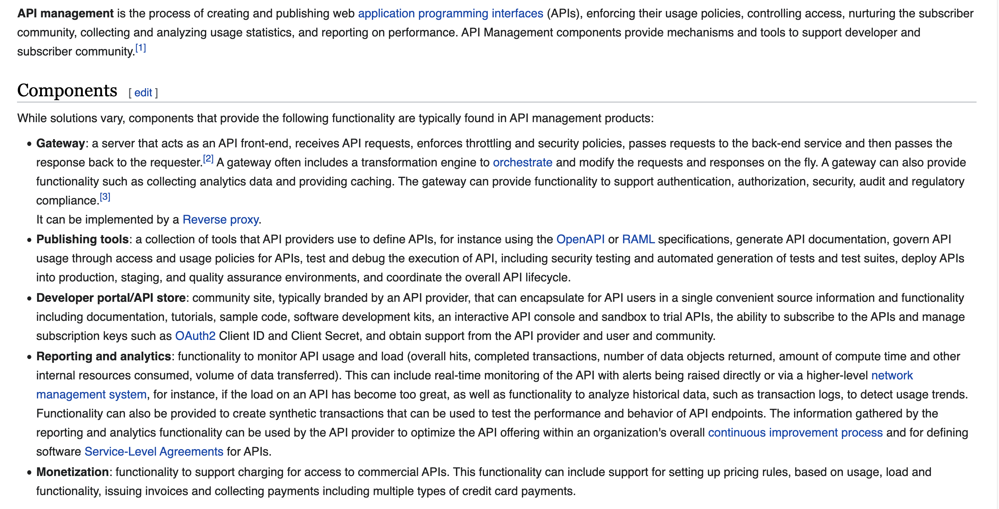 API management is the process of creating and publishing web application programming interfaces (APIs), enforcing their usage policies, controlling access, nurturing the subscriber
community, collecting and analyzing usage statistics, and reporting on performance. API Management components provide mechanisms and tools to support developer and
subscriber community.[1]
Components [ edit ]
While solutions vary, components that provide the following functionality are typically found in API management products:
• Gateway: a server that acts as an API front-end, receives API requests, enforces throttling and security policies, passes requests to the back-end service and then passes the
response back to the requester.[2] A gateway often includes a transformation engine to orchestrate and modify the requests and responses on the fly. A gateway can also provide
functionality such as collecting analytics data and providing caching. The gateway can provide functionality to support authentication, authorization, security, audit and regulatory
compliance.[3]
It can be implemented by a Reverse proxy.
• Publishing tools: a collection of tools that API providers use to define APIs, for instance using the OpenAPI or RAML specifications, generate API documentation, govern API
usage through access and usage policies for APIs, test and debug the execution of API, including security testing and automated generation of tests and test suites, deploy APIs
into production, staging, and quality assurance environments, and coordinate the overall API lifecycle.
• Developer portal/API store: community site, typically branded by an API provider, that can encapsulate for API users in a single convenient source information and functionality
including documentation, tutorials, sample code, software development kits, an interactive API console and sandbox to trial APIs, the ability to subscribe to the APIs and manage
subscription keys such as OAuth2 Client ID and Client Secret, and obtain support from the API provider and user and community.
• Reporting and analytics: functionality to monitor API usage and load (overall hits, completed transactions, number of data objects returned, amount of compute time and other
internal resources consumed, volume of data transferred). This can include real-time monitoring of the API with alerts being raised directly or via a higher-level network
management system, for instance, if the load on an API has become too great, as well as functionality to analyze historical data, such as transaction logs, to detect usage trends.
Functionality can also be provided to create synthetic transactions that can be used to test the performance and behavior of API endpoints. The information gathered by the
reporting and analytics functionality can be used by the API provider to optimize the API offering within an organization's overall continuous improvement process and for defining
software Service-Level Agreements for APIs.
• Monetization: functionality to support charging for access to commercial APIs. This functionality can include support for setting up pricing rules, based on usage, load and
functionality, issuing invoices and collecting payments including multiple types of credit card payments.